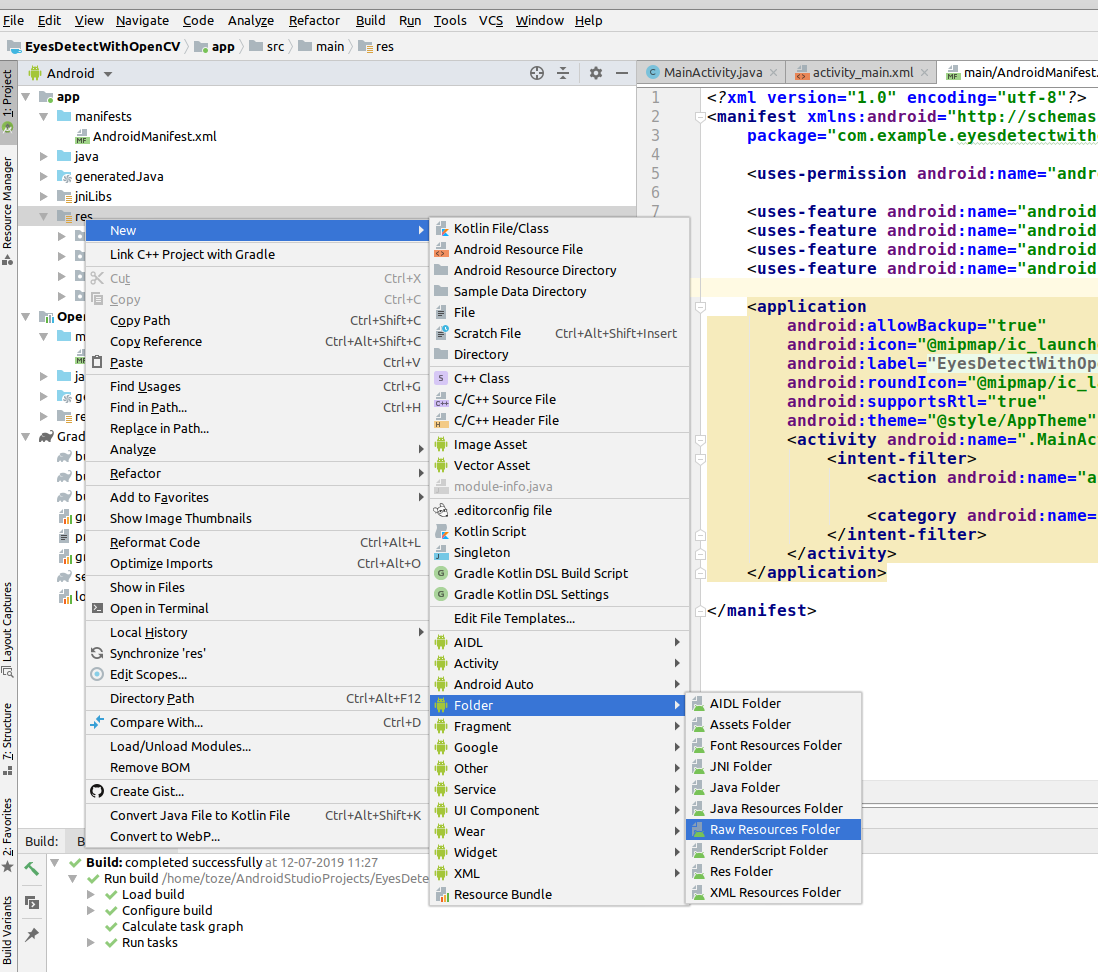 File Edit View Navigate Code Analyze Refactor Build Run Tools VCS Window Help
EyesDetectWithOpenCV app src main res
1: Project
Resource Manager
Layout Captures
7: Structure
2: Favorites
Build Variants
Android
app
manifests
AndroidManifest.xml
java
generatedJava
jniLibs
res
New
Link C++ Project with Gradle
Cut Ctrl+X
Copy Ctrl+C
Copy Path Ctrl+Shift+C
Copy Reference Ctrl+Alt+Shift+C
Paste Ctrl+V
Find Usages Ctrl+G
Find in Path... Ctrl+H
Replace in Path...
Analyze
Refactor
Add to Favorites
Show Image Thumbnails
Reformat Code Ctrl+Alt+L
Optimize Imports Ctrl+Alt+O
Show in Files
Open in Terminal
Local History
Synchronize 'res'
Edit Scopes...
Directory Path Ctrl+Alt+F12
Compare With... Ctrl+D
Load/Unload Modules...
Remove BOM
Create Gist...
Convert Java File to Kotlin File Ctrl+Alt+Shift+K
Convert to WebP...
Kotlin File/Class
Android Resource File
Android Resource Directory
Sample Data Directory
File
Scratch File Ctrl+Alt+Shift+Insert
Directory
C++ Class
C/C++ Source File
C/C++ Header File
Image Asset
Vector Asset
module-info.java
.editorconfig file
Kotlin Script
Singleton
Gradle Kotlin DSL Build Script
Gradle Kotlin DSL Settings
Edit File Templates...
AIDL
Activity
Android Auto
Folder
Fragment
Google
Other
Service
UI Component
Wear
Widget
XML
Resource Bundle
AIDL Folder
Assets Folder
Font Resources Folder
JNI Folder
Java Folder
Java Resources Folder
Raw Resources Folder
RenderScript Folder
Res Folder
XML Resources Folder
MainActivity.java activity_main.xml main/AndroidManifest.
1 <?xml version="1.0" encoding="utf-8"?>
2 <manifest xmlns:android="http://schemas
3 package="com.example.eyesdetectwith
4
5 <uses-permission android:name="andr
6
7 <uses-feature android:name="android
<uses-feature android:name="android
<uses-feature android:name="android
<uses-feature android:name="android
<application
android:allowBackup="true"
android:icon="@mipmap/ic_launch
android:label="EyesDetectWithOp
android:roundIcon="@mipmap/ic_l
android:supportsRtl="true"
android:theme="@style/AppTheme"
<activity android:name=".MainAc
<intent-filter>
<action android:name="a
<category android:name=
</intent-filter>
</activity>
</application>
</manifest>
Build:
Build: completed successfully at 12-07-2019 11:27
Run build /home/toze/AndroidStudioProjects/EyesDete
Load build
Configure build
Calculate task graph
Run tasks